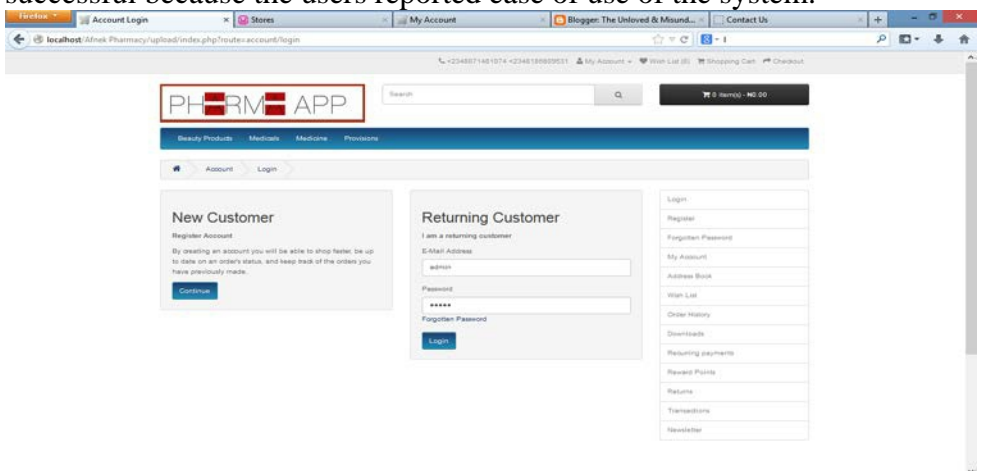 successful because the users reported ease of use of the system.
Firefox
Account Login
Stores
My Account
Blogger: The Unloved & Misund...
Contact Us
localhost/Afnek Pharmacy/upload/index.php?route=account/login
My Account
Wish List (0)
Shopping Cart
Checkout
PH RM APP
Search
0 item(s) - ₦0.00
Beauty Products
Medicals
Medicine
Provisions
Account
Login
New Customer
Register Account
By creating an account you will be able to shop faster, be up
to date on an order's status, and keep track of the orders you
have previously made.
Continue
Returning Customer
I am a returning customer
E-Mail Address
admin
Password
•••••
Forgotten Password
Login
Login
Register
Forgotten Password
My Account
Address Book
Wish List
Order History
Downloads
Recurring payments
Reward Points
Returns
Transactions
Newsletter